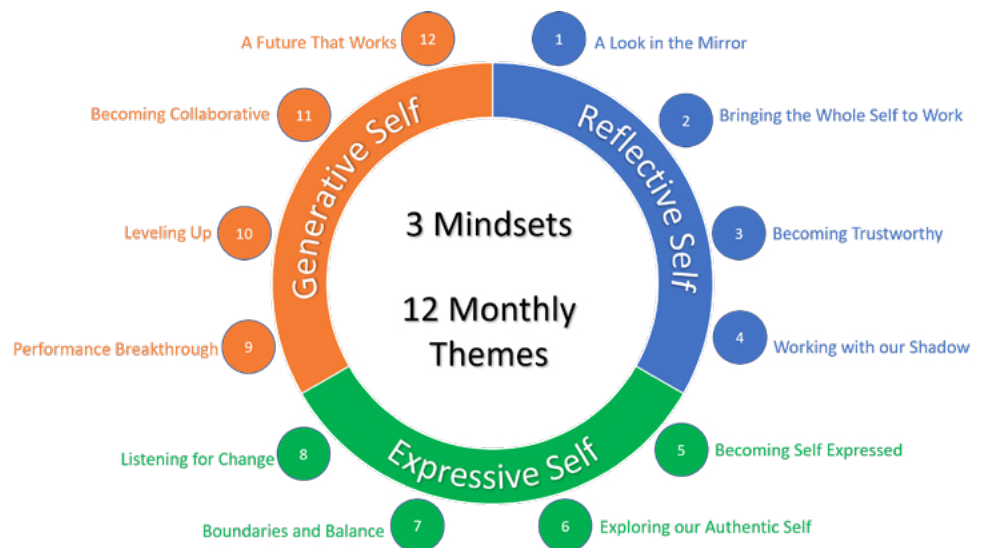 3 Mindsets
12 Monthly
Themes
Reflective Self
1
A Look in the Mirror
2
Bringing the Whole Self to Work
3
Becoming Trustworthy
4
Working with our Shadow
Expressive Self
5
Becoming Self Expressed
6
Exploring our Authentic Self
7
Boundaries and Balance
8
Listening for Change
Generative Self
9
Performance Breakthrough
10
Leveling Up
11
Becoming Collaborative
12
A Future That Works